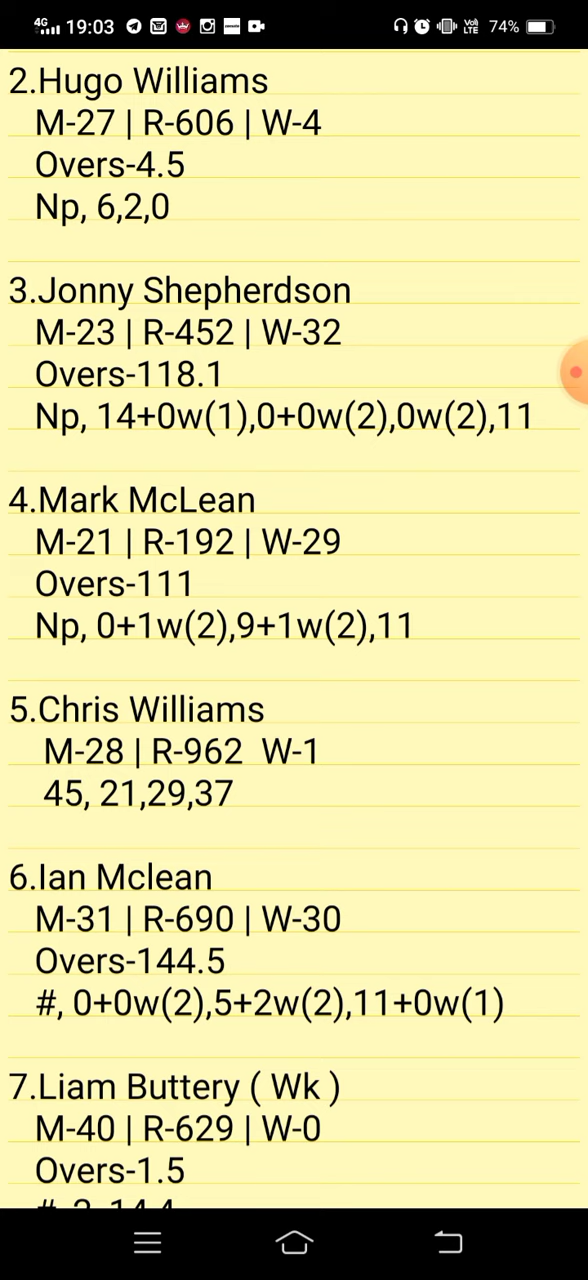 4G 19:03 Vol) LTE 74%
2.Hugo Williams
M-27 | R-606 | W-4
Overs-4.5
Np, 6,2,0
3.Jonny Shepherdson
M-23 | R-452 | W-32
Overs-118.1
Np, 14+0w(1),0+0w(2),0w(2),11
4.Mark McLean
M-21 | R-192 | W-29
Overs-111
Np, 0+1w(2),9+1w(2),11
5.Chris Williams
M-28 | R-962 W-1
45, 21,29,37
6.Ian Mclean
M-31 | R-690 | W-30
Overs-144.5
#, 0+0w(2),5+2w(2),11+0w(1)
7.Liam Buttery ( Wk )
M-40 | R-629 | W-0
Overs-1.5